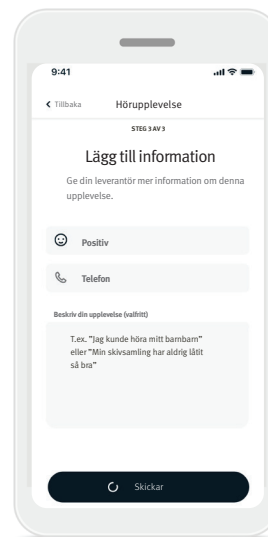 9:41
Tillbaka
Hörupplevelse
STEG 3 AV 3
Lägg till information
Ge din leverantör mer information om denna
upplevelse.
Positiv
Telefon
Beskriv din upplevelse (valfritt)
T.ex. ”Jag kunde höra mitt barnbarn”
eller ”Min skivsamling har aldrig låtit
så bra”
Skickar